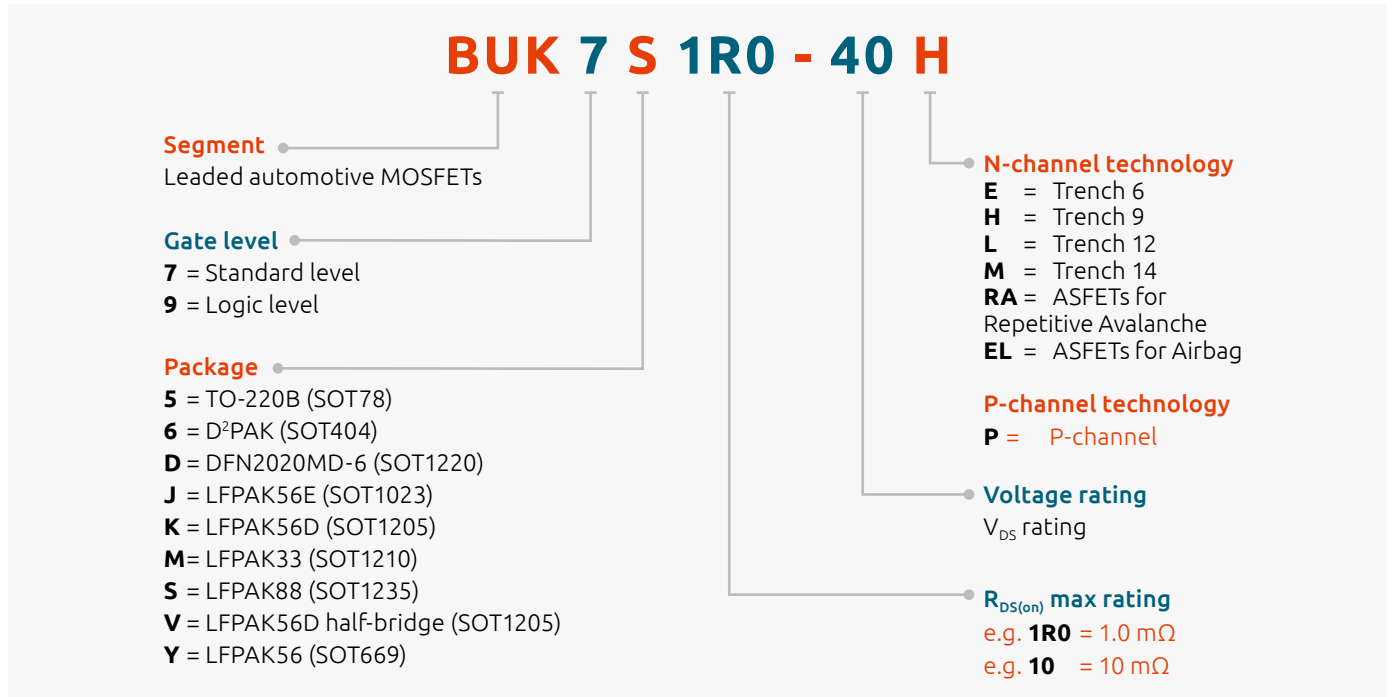 BUK 7 S 1R0 - 40 H
Segment
Leaded automotive MOSFETs
Gate level
7 = Standard level
9 = Logic level
Package
5 = TO-220B (SOT78)
6 = D²PAK (SOT404)
D = DFN2020MD-6 (SOT1220)
J = LFPAK56E (SOT1023)
K = LFPAK56D (SOT1205)
M= LFPAK33 (SOT1210)
S = LFPAK88 (SOT1235)
V = LFPAK56D half-bridge (SOT1205)
Y = LFPAK56 (SOT669)
N-channel technology
E = Trench 6
H = Trench 9
L = Trench 12
M = Trench 14
RA = ASFETs for
Repetitive Avalanche
EL = ASFETs for Airbag
P-channel technology
P = P-channel
Voltage rating
VDS rating
RDS(on) max rating
e.g. 1R0 = 1.0 mΩ
e.g. 10 = 10 mΩ